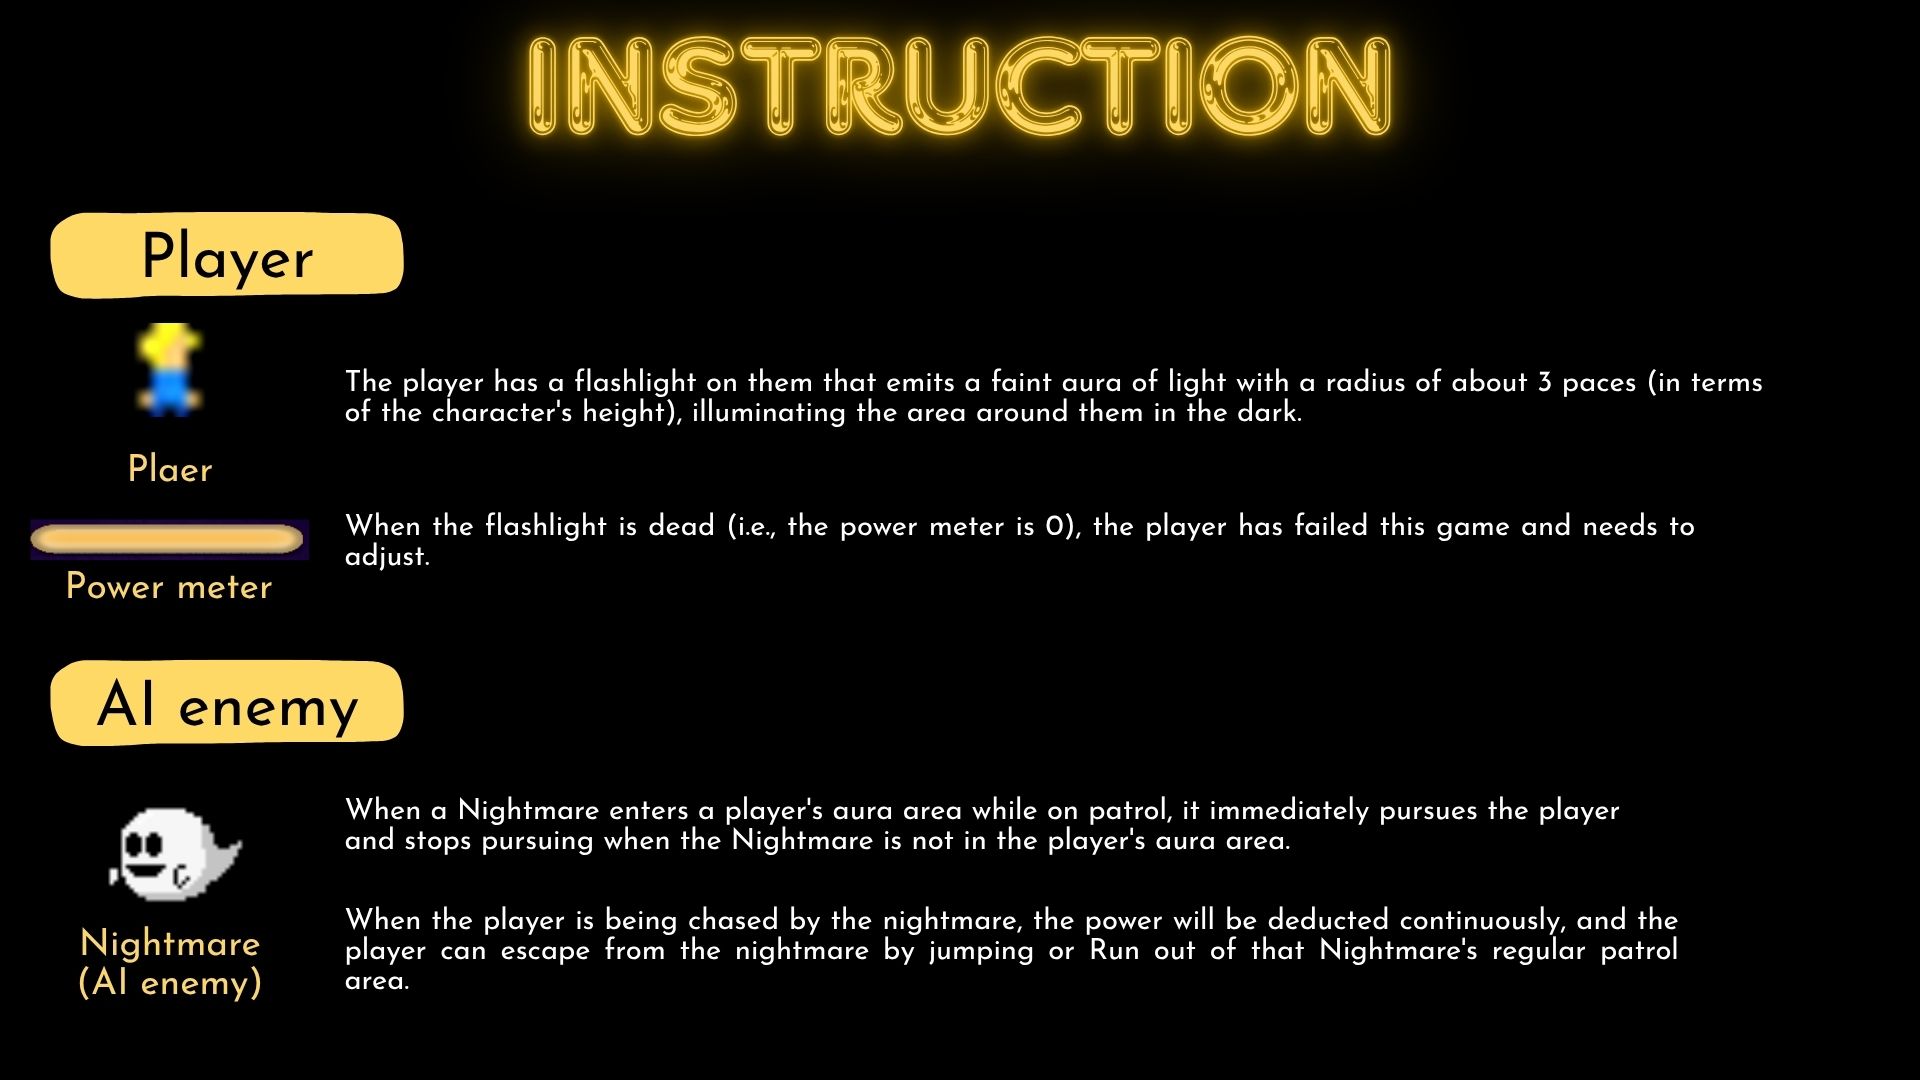 INSTRUCTION
Player
The player has a flashlight on them that emits a faint aura of light with a radius of about 3 paces (in terms
of the character's height), illuminating the area around them in the dark.
Plaer
When the flashlight is dead (i.e., the power meter is 0), the player has failed this game and needs to
adjust.
Power meter
AI enemy
When a Nightmare enters a player's aura area while on patrol, it immediately pursues the player
and stops pursuing when the Nightmare is not in the player's aura area.
Nightmare
(AI enemy)
When the player is being chased by the nightmare, the power will be deducted continuously, and the
player can escape from the nightmare by jumping or Run out of that Nightmare's regular patrol
area.